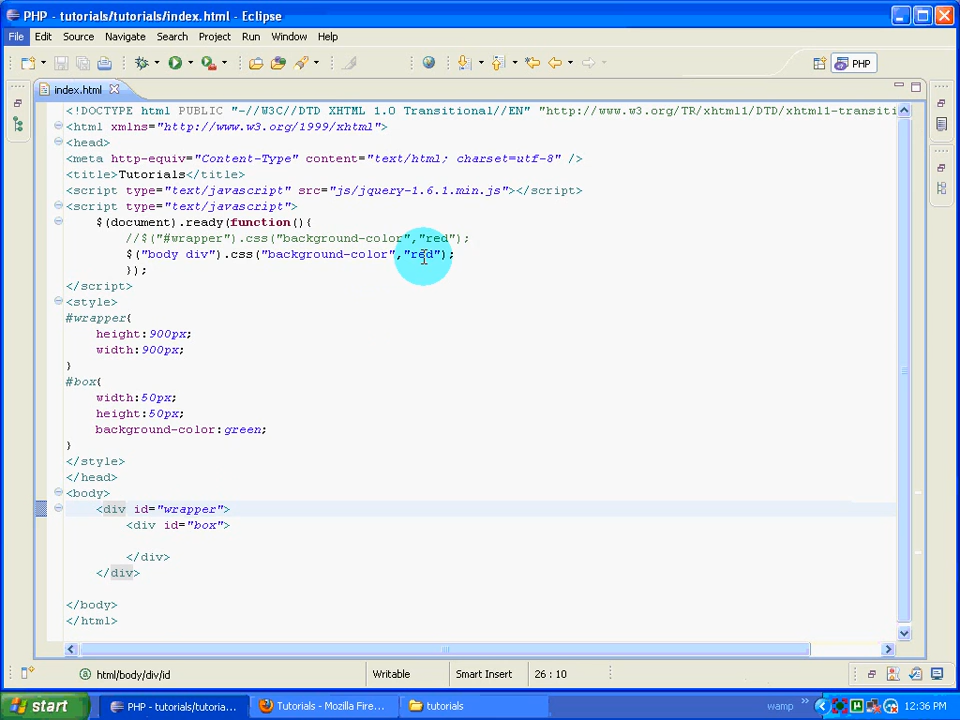 PHP - tutorials/tutorials/index.html - Eclipse
File Edit Source Navigate Search Project Run Window Help
PHP
index.html
<!DOCTYPE html PUBLIC "-//W3C//DTD XHTML 1.0 Transitional//EN" "http://www.w3.org/TR/xhtml1/DTD/xhtml1-transiti
<html xmlns="http://www.w3.org/1999/xhtml">
<head>
<meta http-equiv="Content-Type" content="text/html; charset=utf-8" />
<title>Tutorials</title>
<script type="text/javascript" src="js/jquery-1.6.1.min.js"></script>
<script type="text/javascript">
$(document).ready(function(){
//$("#wrapper").css("background-color","red");
$("body div").css("background-color","red");
});
</script>
<style>
#wrapper{
height:900px;
width:900px;
}
#box{
width:50px;
height:50px;
background-color:green;
}
</style>
</head>
<body>
<div id="wrapper">
<div id="box">
</div>
</div>
</body>
</html>
html/body/div/id
Writable
Smart Insert
26 : 10
start
PHP - tutorials/tutoria...
Tutorials - Mozilla Fire...
tutorials
wamp
12:36 PM